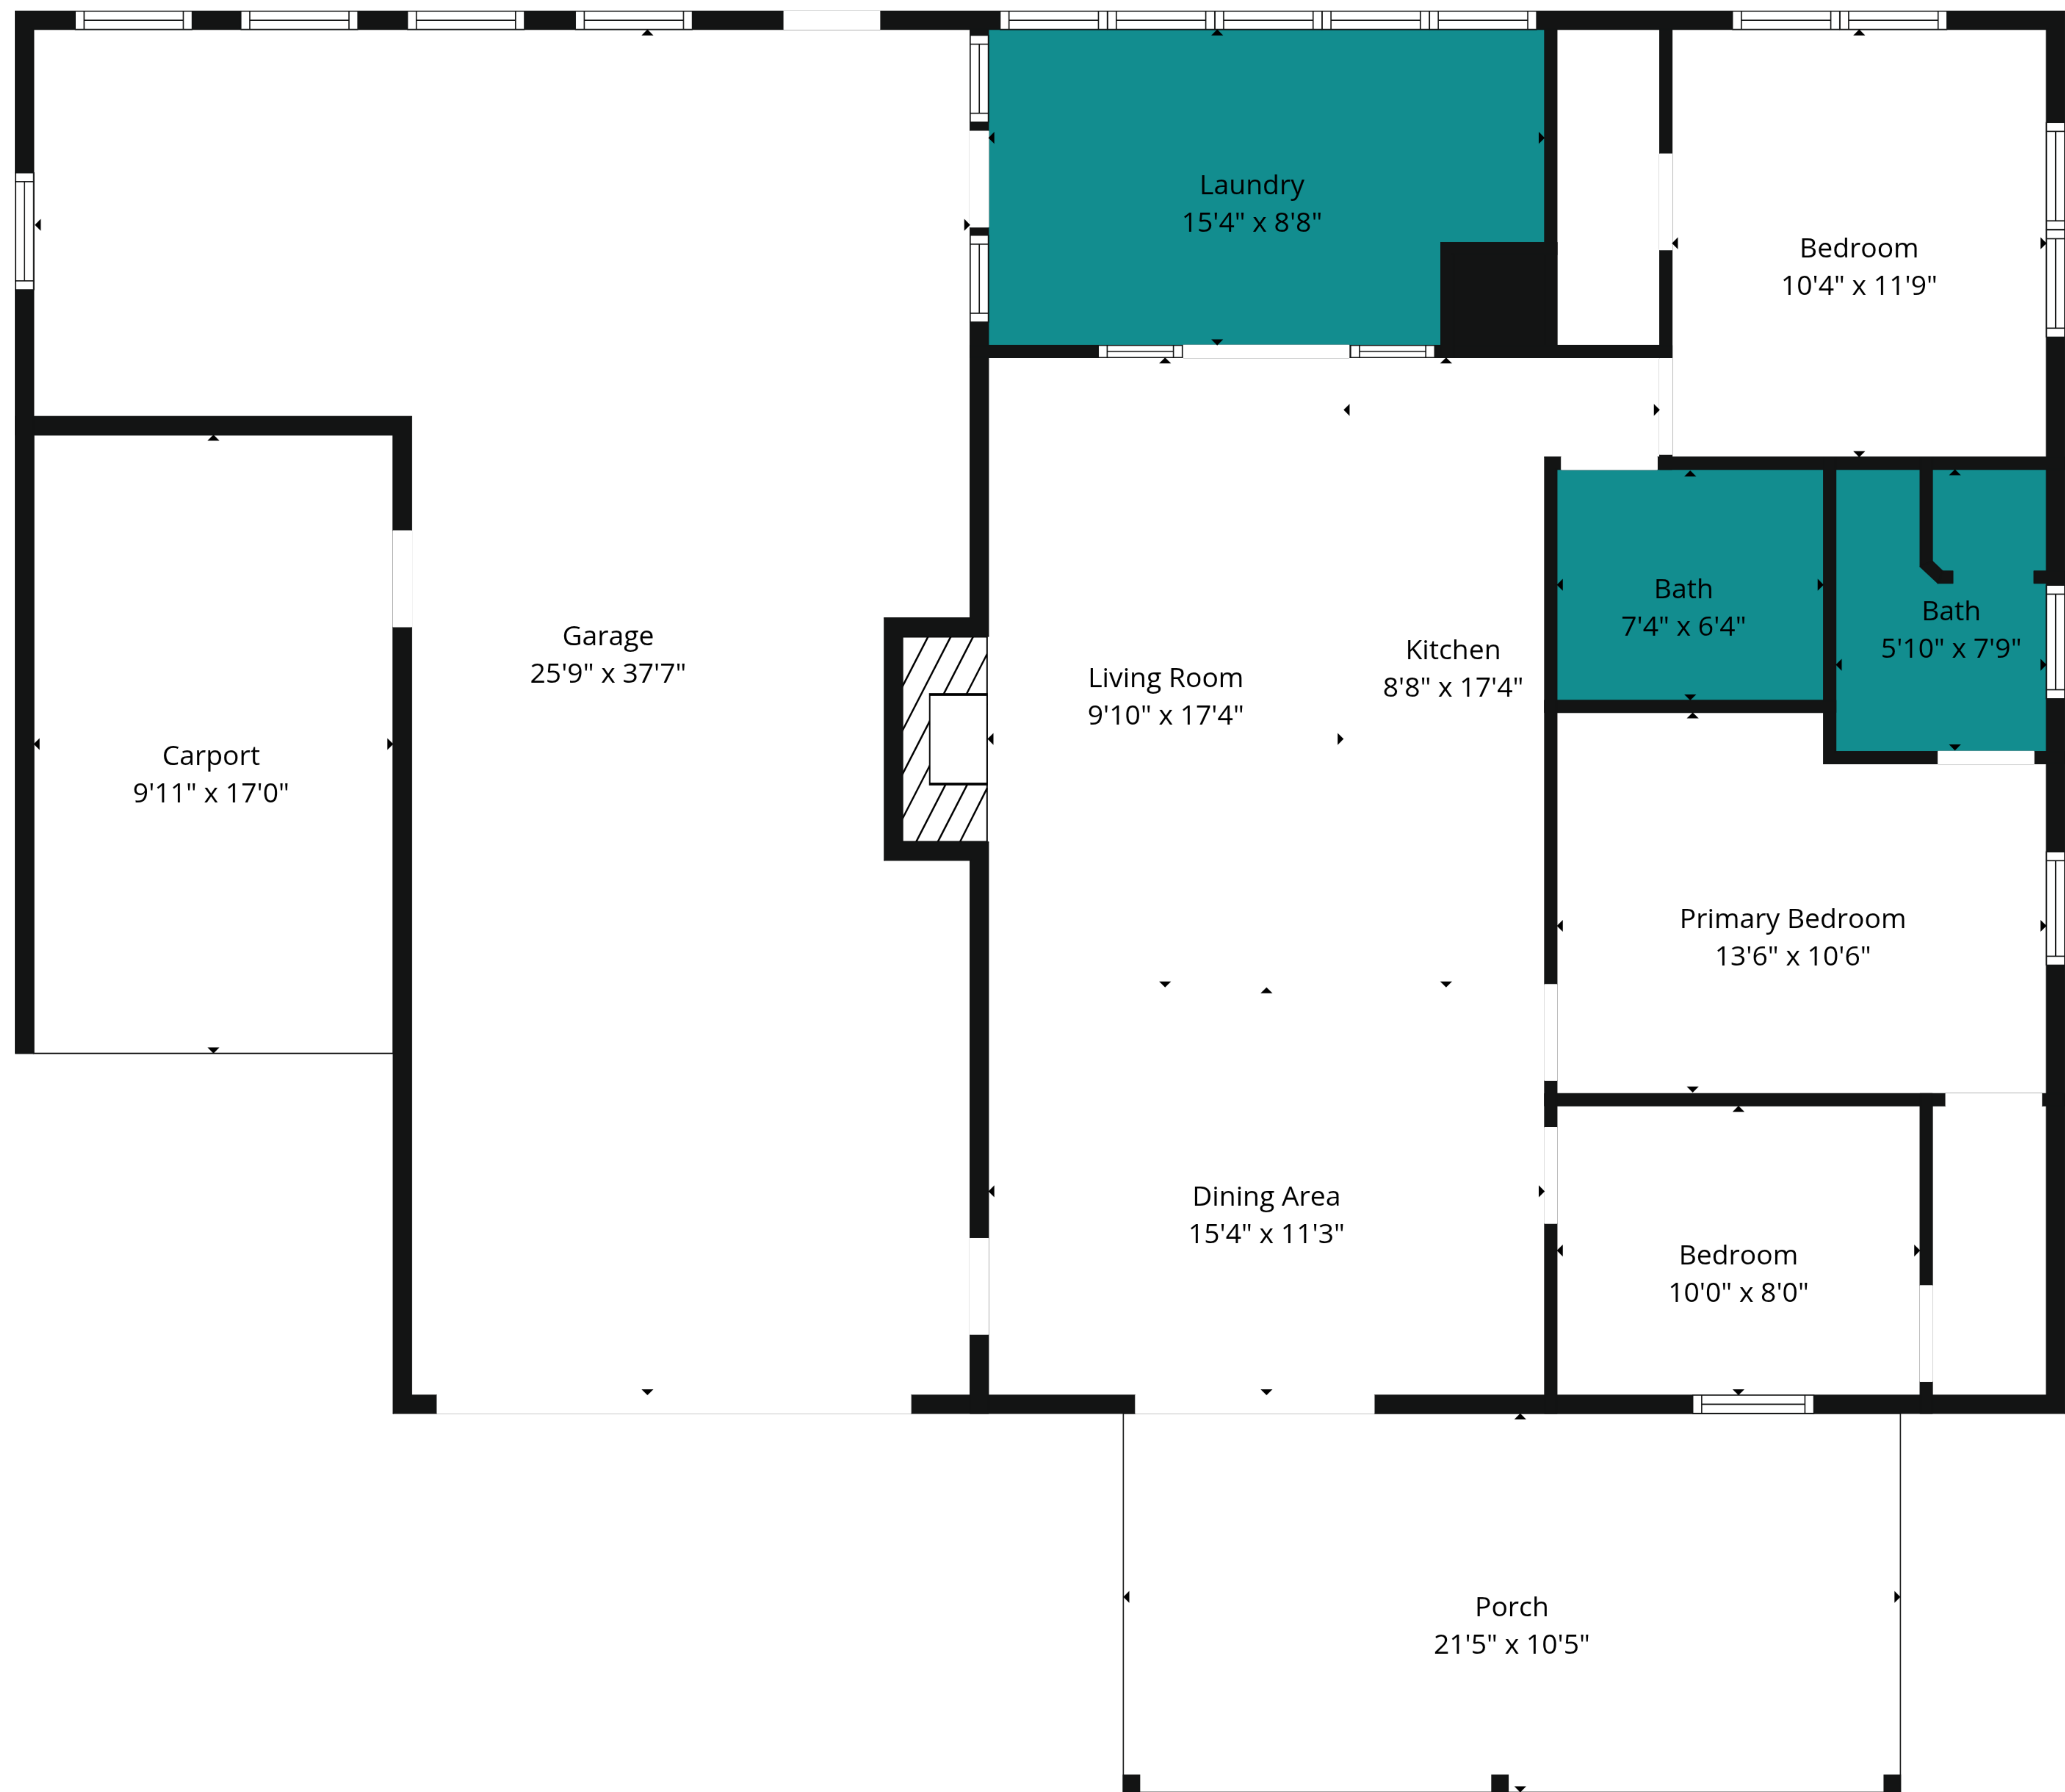 Laundry
15'4" x 8'8"
Bedroom
10'4" x 11'9"
Garage
25'9" x 37'7"
Living Room
9'10" x 17'4"
Kitchen
8'8" x 17'4"
Bath
7'4" x 6'4"
Bath
5'10" x 7'9"
Carport
9'11" x 17'0"
Primary Bedroom
13'6" x 10'6"
Dining Area
15'4" x 11'3"
Bedroom
10'0" x 8'0"
Porch
21'5" x 10'5"